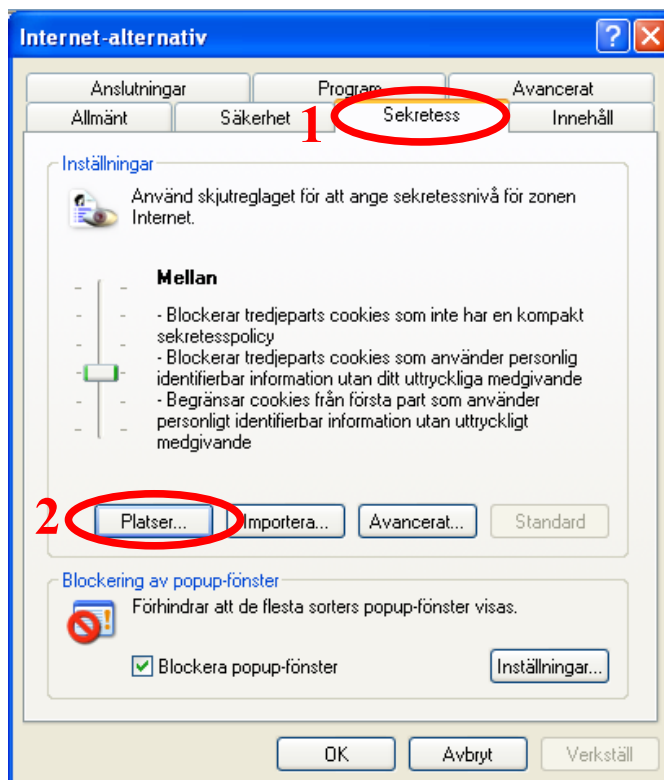 Internet-alternativ
Anslutningar Program Avancerat
Allmänt Säkerhet 1 Sekretess Innehåll
Inställningar
Använd skjutreglaget för att ange sekretessnivå för zonen
Internet.
Mellan
- Blockerar tredjeparts cookies som inte har en kompakt
sekretesspolicy
- Blockerar tredjeparts cookies som använder personlig
identifierbar information utan ditt uttryckliga medgivande
- Begränsar cookies från första part som använder
personligt identifierbar information utan uttryckligt
medgivande
2 Platser... Importera... Avancerat... Standard
Blockering av popup-fönster
Förhindrar att de flesta sorters popup-fönster visas.
Blockera popup-fönster Inställningar...
OK Avbryt Verkställ